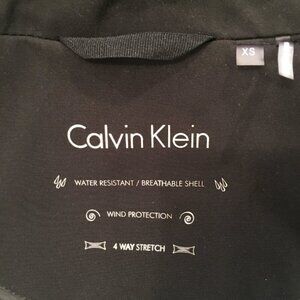 XS
Calvin Klein
WATER RESISTANT / BREATHABLE SHELL
WIND PROTECTION
4 WAY STRETCH